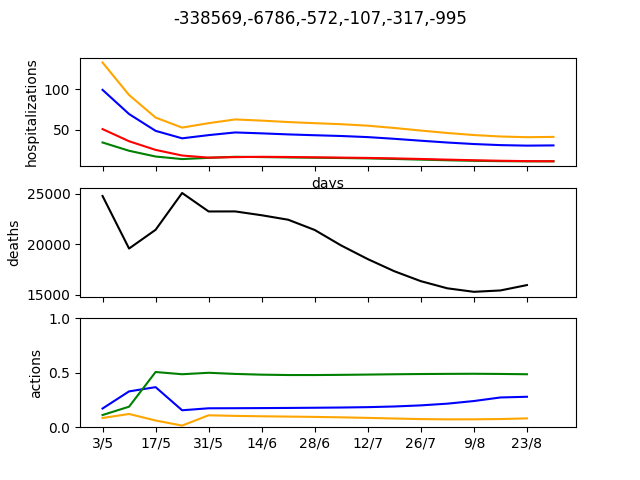 -338569,-6786,-572,-107,-317,-995
hospitalizations
100
50
days
deaths
25000
20000
15000
actions
1.0
0.5
0.0
3/5 17/5 31/5 14/6 28/6 12/7 26/7 9/8 23/8